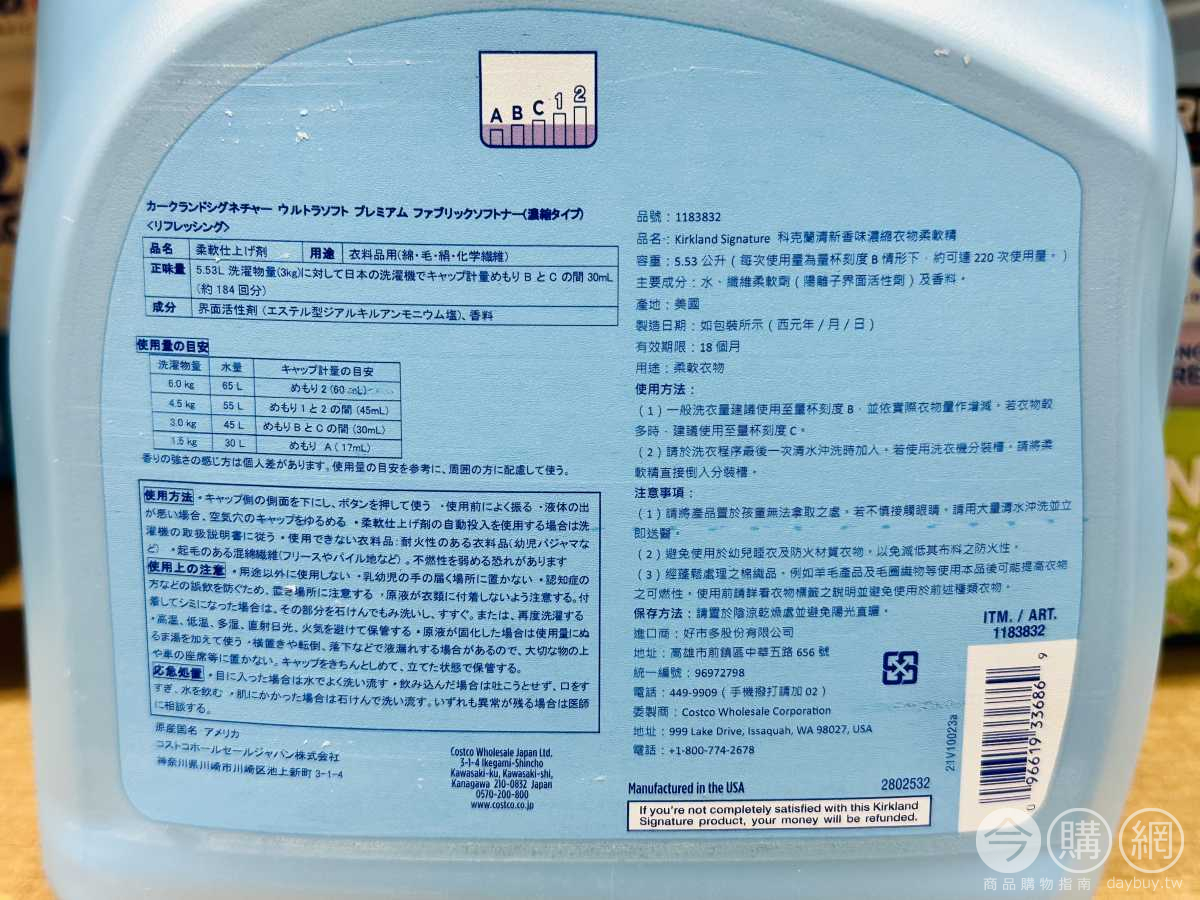 A B C 1 2
カークランドシグネチャー ウルトラソフト プレミアム ファブリックソフトナー(濃縮タイプ)
<リフレッシング>
品名 柔軟仕上げ剤 用途 衣料品用(綿・毛・絹・化学繊維)
正味量 5.53L 洗濯物量(3kg)に対して日本の洗濯機でキャップ計量めもり B と C の間 30mL
(約 184 回分)
成分 界面活性剤 (エステル型ジアルキルアンモニウム塩)、香料
使用量の目安
洗濯物量 水量 キャップ計量の目安
6.0 kg 65 L めもり 2 (60 mL)
4.5 kg 55 L めもり 1 と 2 の間 (45mL)
3.0 kg 45 L めもり B と C の間 (30mL)
1.5 kg 30 L めもり A ( 17mL)
香りの強さの感じ方は個人差があります。使用量の目安を参考に、周囲の方に配慮して使う。
使用方法 ・キャップ側の側面を下にし、ボタンを押して使う ・使用前によく振る ・液体の出
が悪い場合、空気穴のキャップをゆるめる ・柔軟仕上げ剤の自動投入を使用する場合は洗
濯機の取扱説明書に従う ・使用できない衣料品:耐火性のある衣料品(幼児パジャマな
ど) ・起毛のある混綿繊維(フリースやパイル地など)。不燃性を弱める恐れがあります
使用上の注意 ・用途以外に使用しない ・乳幼児の手の届く場所に置かない ・認知症の
方などの誤飲を防ぐため、置き場所に注意する ・原液が衣類に付着しないよう注意する。付
着してシミになった場合は、その部分を石けんでもみ洗いし、すすぐ。または、再度洗濯する
・高温、低温、多湿、直射日光、火気を避けて保管する ・原液が固化した場合は使用量にぬ
るま湯を加えて使う ・横置きや転倒、落下などで液漏れする場合があるので、大切な物の上
や車の座席等に置かない。キャップをきちんとしめて、立てた状態で保管する。
応急処置 ・目に入った場合は水でよく洗い流す ・飲み込んだ場合は吐こうとせず、口をす
すぎ、水を飲む ・肌にかかった場合は石けんで洗い流す。いずれも異常が残る場合は医師
に相談する。
原産国名 アメリカ
コストコホールセールジャパン株式会社
神奈川県川崎市川崎区池上新町 3-1-4
Costco Wholesale Japan Ltd.
3-1-4 Ikegami-Shincho
Kawasaki-ku, Kawasaki-shi,
Kanagawa 210-0832 Japan
0570-200-800
www.costco.co.jp
品號:1183832
品名:Kirkland Signature 科克蘭清新香味濃縮衣物柔軟精
容量:5.53 公升(每次使用量為量杯刻度 B 情形下,約可達 220 次使用量。)
主要成分:水、纖維柔軟劑(陽離子界面活性劑)及香料。
產地:美國
製造日期:如包裝所示(西元年/月/日)
有效期限:18 個月
用途:柔軟衣物
使用方法:
(1)一般洗衣量建議使用至量杯刻度 B,並依實際衣物量作增減。若衣物較
多時,建議使用至量杯刻度 C。
(2)請於洗衣程序最後一次清水沖洗時加入。若使用洗衣機分裝槽,請將柔
軟精直接倒入分裝槽。
注意事項:
(1)請將產品置於孩童無法拿取之處。若不慎接觸眼睛,請用大量清水沖洗並立
即送醫。
(2)避免使用於幼兒睡衣及防火材質衣物,以免減低其布料之防火性。
(3)經蓬鬆處理之棉織品,例如羊毛產品及毛圈織物等使用本品後可能提高衣物
之可燃性。使用前請詳看衣物標籤之說明並避免使用於前述種類衣物。
保存方法:請置於陰涼乾燥處並避免陽光直曬。
進口商:好市多股份有限公司
地址:高雄市前鎮區中華五路 656 號
統一編號:96972798
電話:449-9909(手機撥打請加 02)
委製商:Costco Wholesale Corporation
地址:999 Lake Drive, Issaquah, WA 98027, USA
電話:+1-800-774-2678
ITM. / ART.
1183832
21V10023a
0 96619 33686 9
Manufactured in the USA 2802532
If you're not completely satisfied with this Kirkland
Signature product, your money will be refunded.
今購網
商品購物指南 daybuy.tw